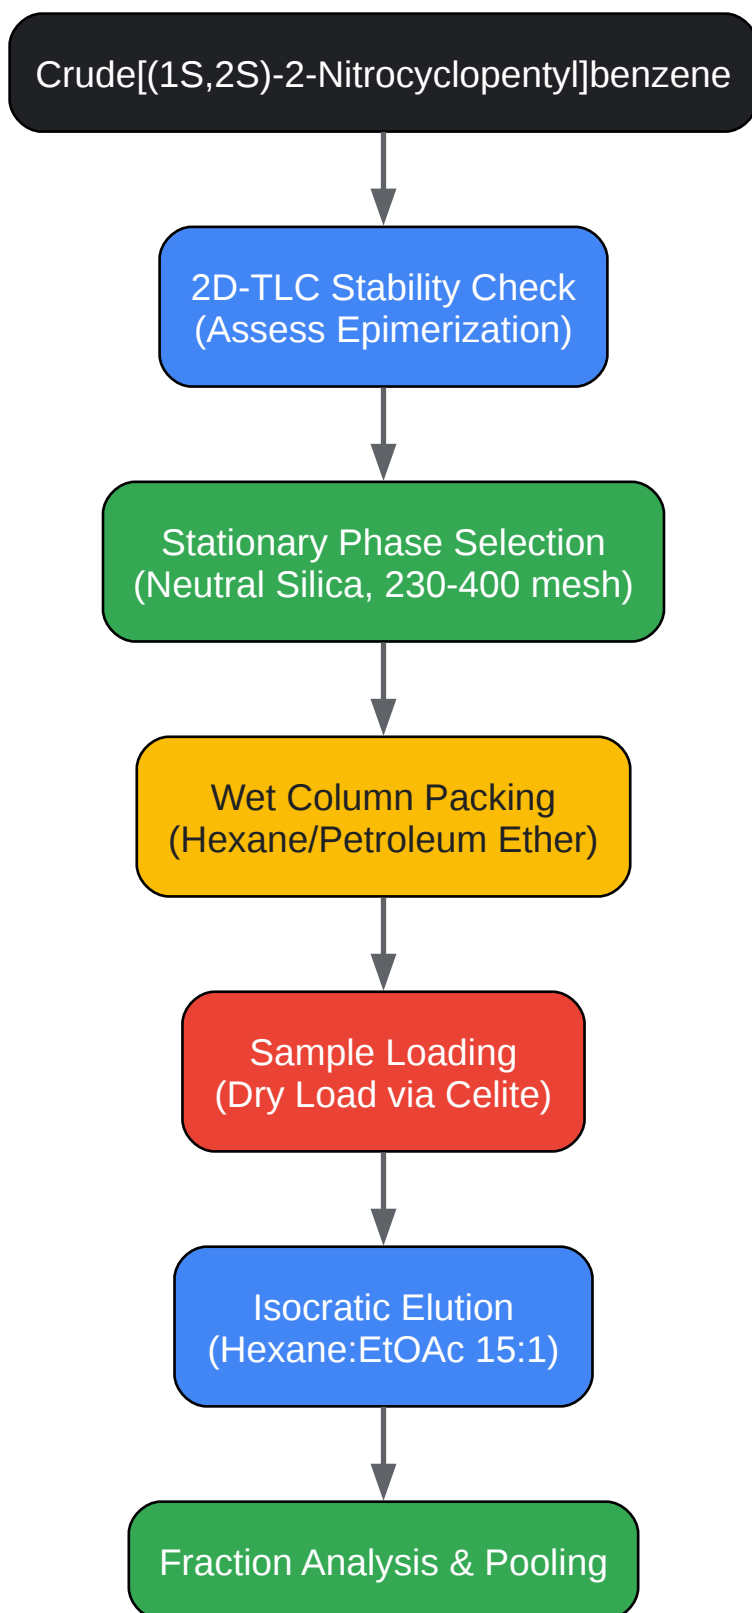 Crude[(1S,2S)-2-Nitrocyclopentyl]benzene
2D-TLC Stability Check
(Assess Epimerization)
Stationary Phase Selection
(Neutral Silica, 230-400 mesh)
Wet Column Packing
(Hexane/Petroleum Ether)
Sample Loading
(Dry Load via Celite)
Isocratic Elution
(Hexane:EtOAc 15:1)
Fraction Analysis & Pooling